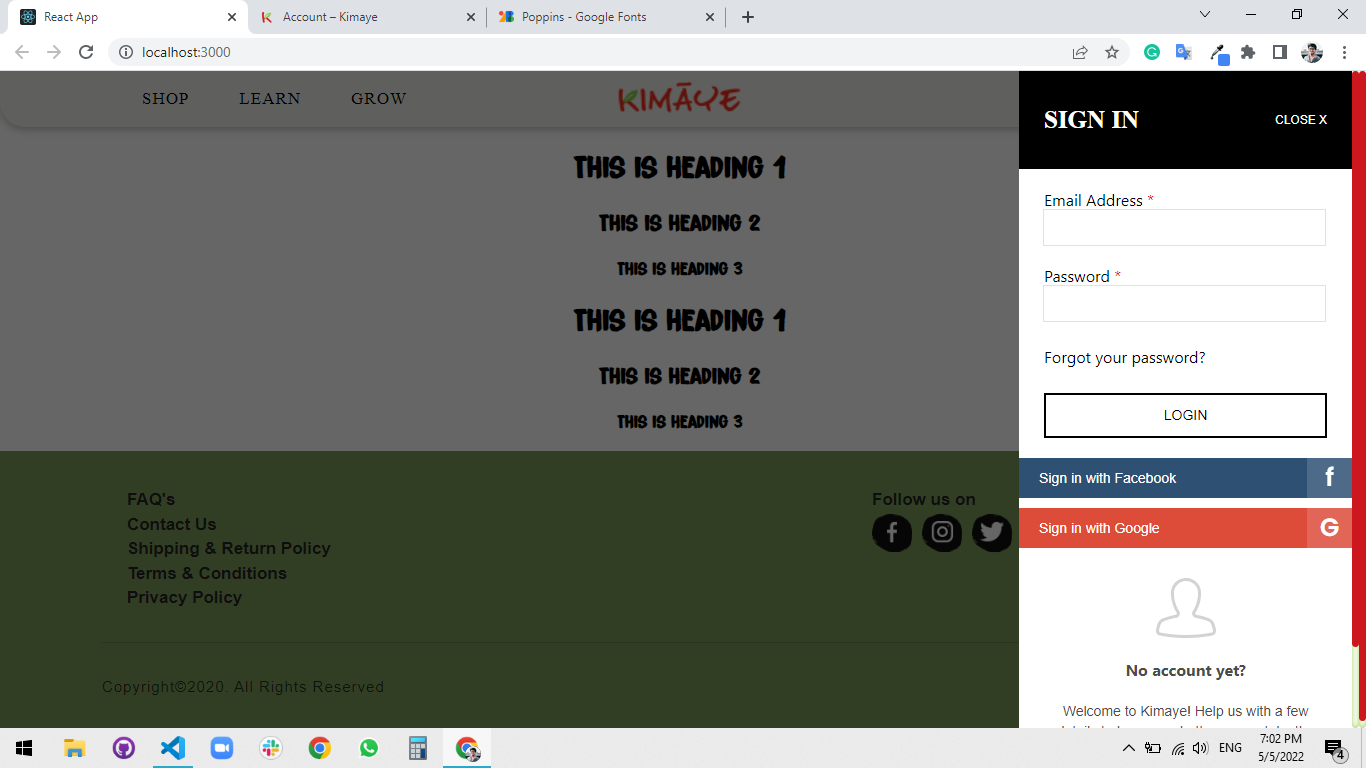 React App
Account – Kimaye
Poppins - Google Fonts
localhost:3000
SHOP LEARN GROW
KIMĀYE
SIGN IN
CLOSE X
THIS IS HEADING 1
THIS IS HEADING 2
THIS IS HEADING 3
THIS IS HEADING 1
THIS IS HEADING 2
THIS IS HEADING 3
Email Address *
Password *
Forgot your password?
LOGIN
Sign in with Facebook
f
Sign in with Google
G
No account yet?
Welcome to Kimaye! Help us with a few
FAQ's
Contact Us
Shipping & Return Policy
Terms & Conditions
Privacy Policy
Follow us on
Copyright©2020. All Rights Reserved
ENG
7:02 PM
5/5/2022
4